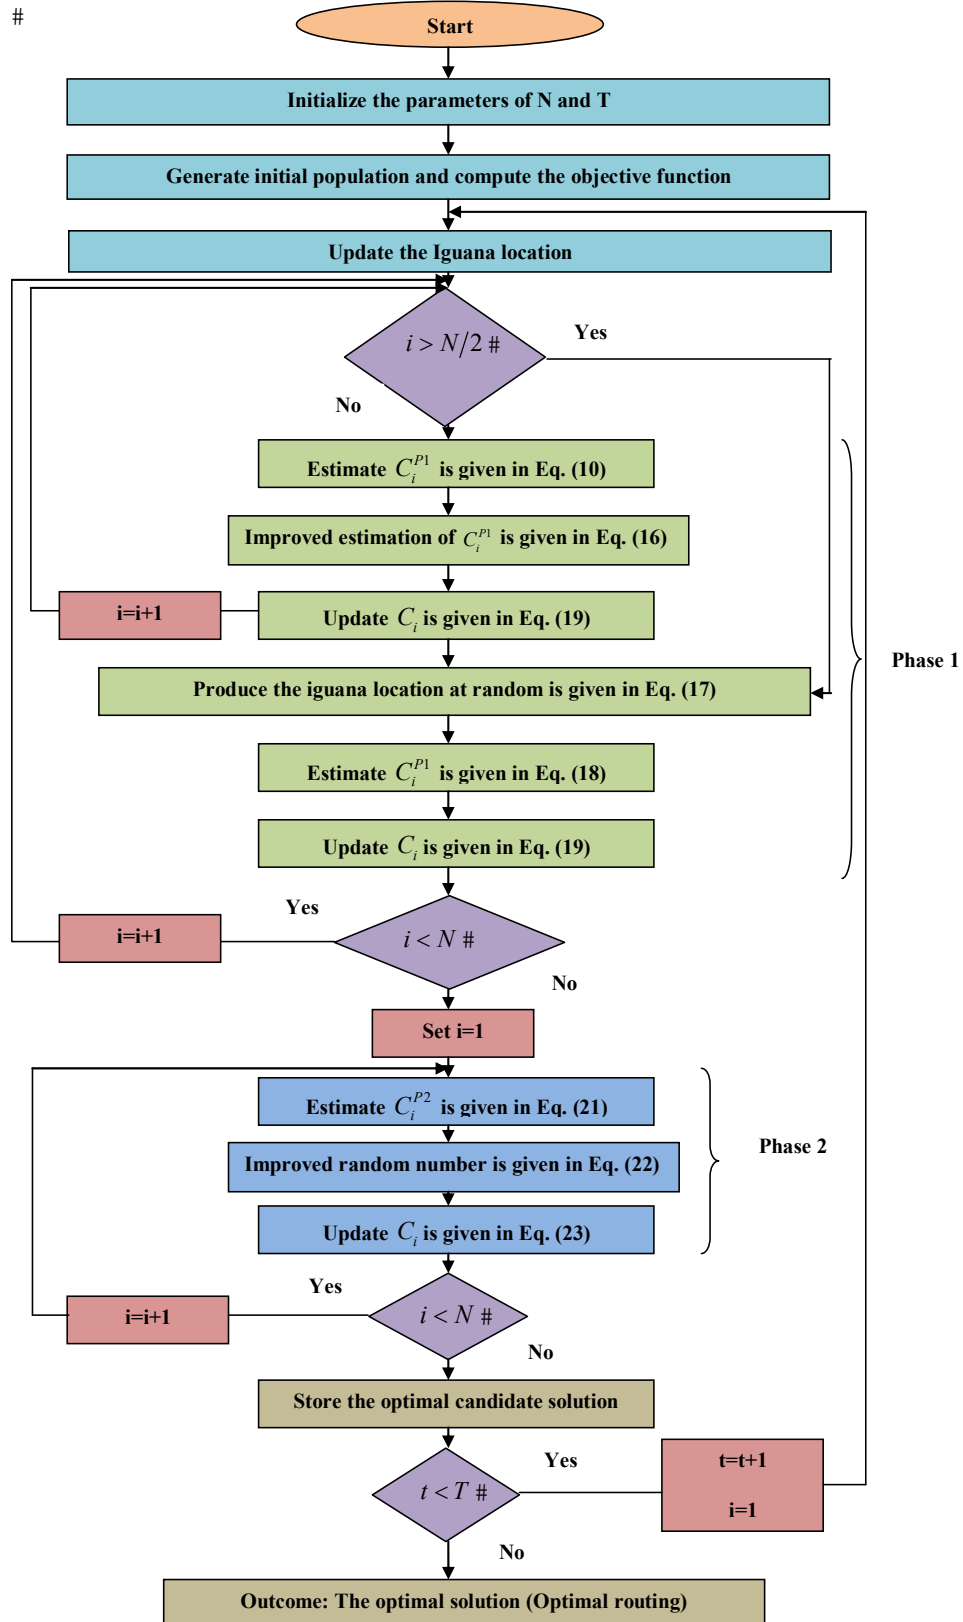 #
Start
Initialize the parameters of N and T
Generate initial population and compute the objective function
Update the Iguana location
i > N/2 #
Yes
No
Estimate C_i^{P1} is given in Eq. (10)
Improved estimation of C_i^{P1} is given in Eq. (16)
i=i+1
Update C_i is given in Eq. (19)
Phase 1
Produce the iguana location at random is given in Eq. (17)
Estimate C_i^{P1} is given in Eq. (18)
Update C_i is given in Eq. (19)
Yes
i=i+1
i < N #
No
Set i=1
Estimate C_i^{P2} is given in Eq. (21)
Phase 2
Improved random number is given in Eq. (22)
Update C_i is given in Eq. (23)
Yes
i=i+1
i < N #
No
Store the optimal candidate solution
Yes
t=t+1
i=1
t < T #
No
Outcome: The optimal solution (Optimal routing)